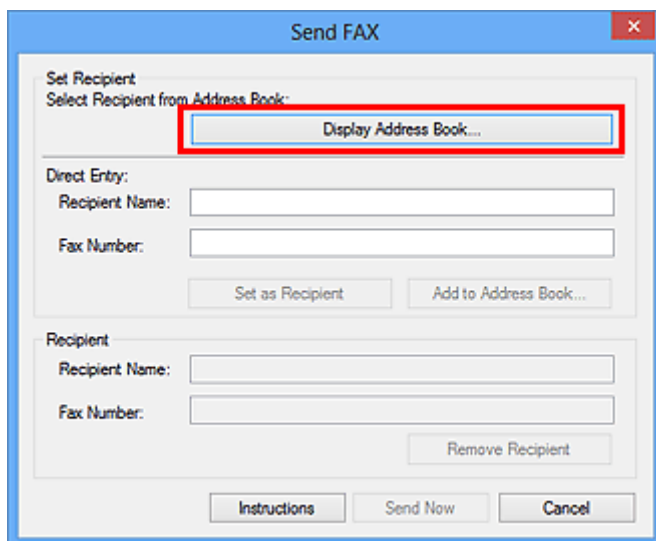 Send FAX
Set Recipient
Select Recipient from Address Book:
Display Address Book...
Direct Entry:
Recipient Name:
Fax Number:
Set as Recipient Add to Address Book...
Recipient
Recipient Name:
Fax Number:
Remove Recipient
Instructions Send Now Cancel